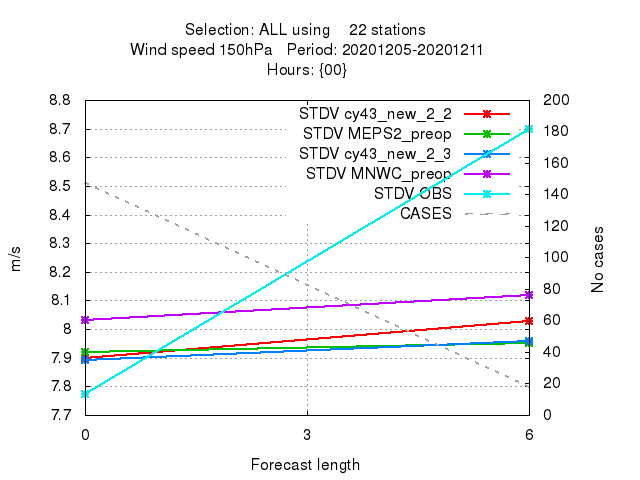 Selection: ALL using 22 stations
Wind speed 150hPa Period: 20201205-20201211
Hours: {00}
STDV cy43_new_2_2
STDV MEPS2_preop
STDV cy43_new_2_3
STDV MNWC_preop
STDV OBS
CASES
8.8
8.7
8.6
8.5
8.4
8.3
8.2
8.1
8
7.9
7.8
7.7
m/s
200
180
160
140
120
100
80
60
40
20
0
No cases
0 3 6
Forecast length